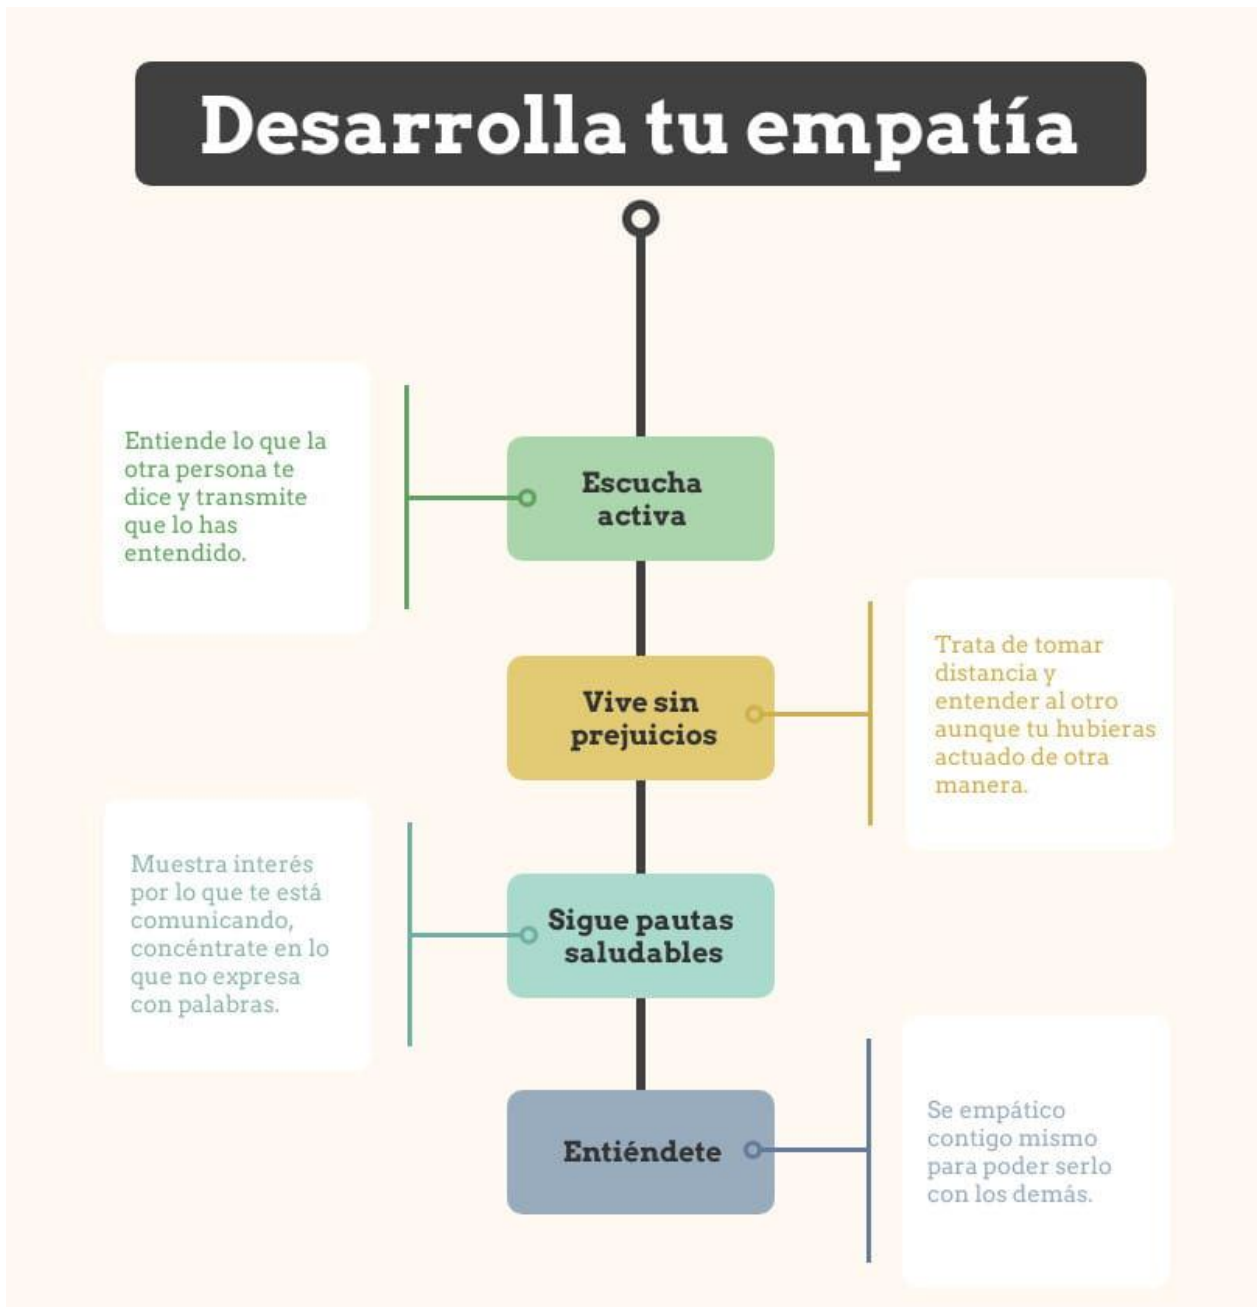 Desarrolla tu empatía
Entiende lo que la
otra persona te
dice y transmite
que lo has
entendido.
Escucha
activa
Vive sin
prejuicios
Trata de tomar
distancia y
entender al otro
aunque tu hubieras
actuado de otra
manera.
Muestra interés
por lo que te está
comunicando,
concéntrate en lo
que no expresa
con palabras.
Sigue pautas
saludables
Entiéndete
Se empático
contigo mismo
para poder serlo
con los demás.